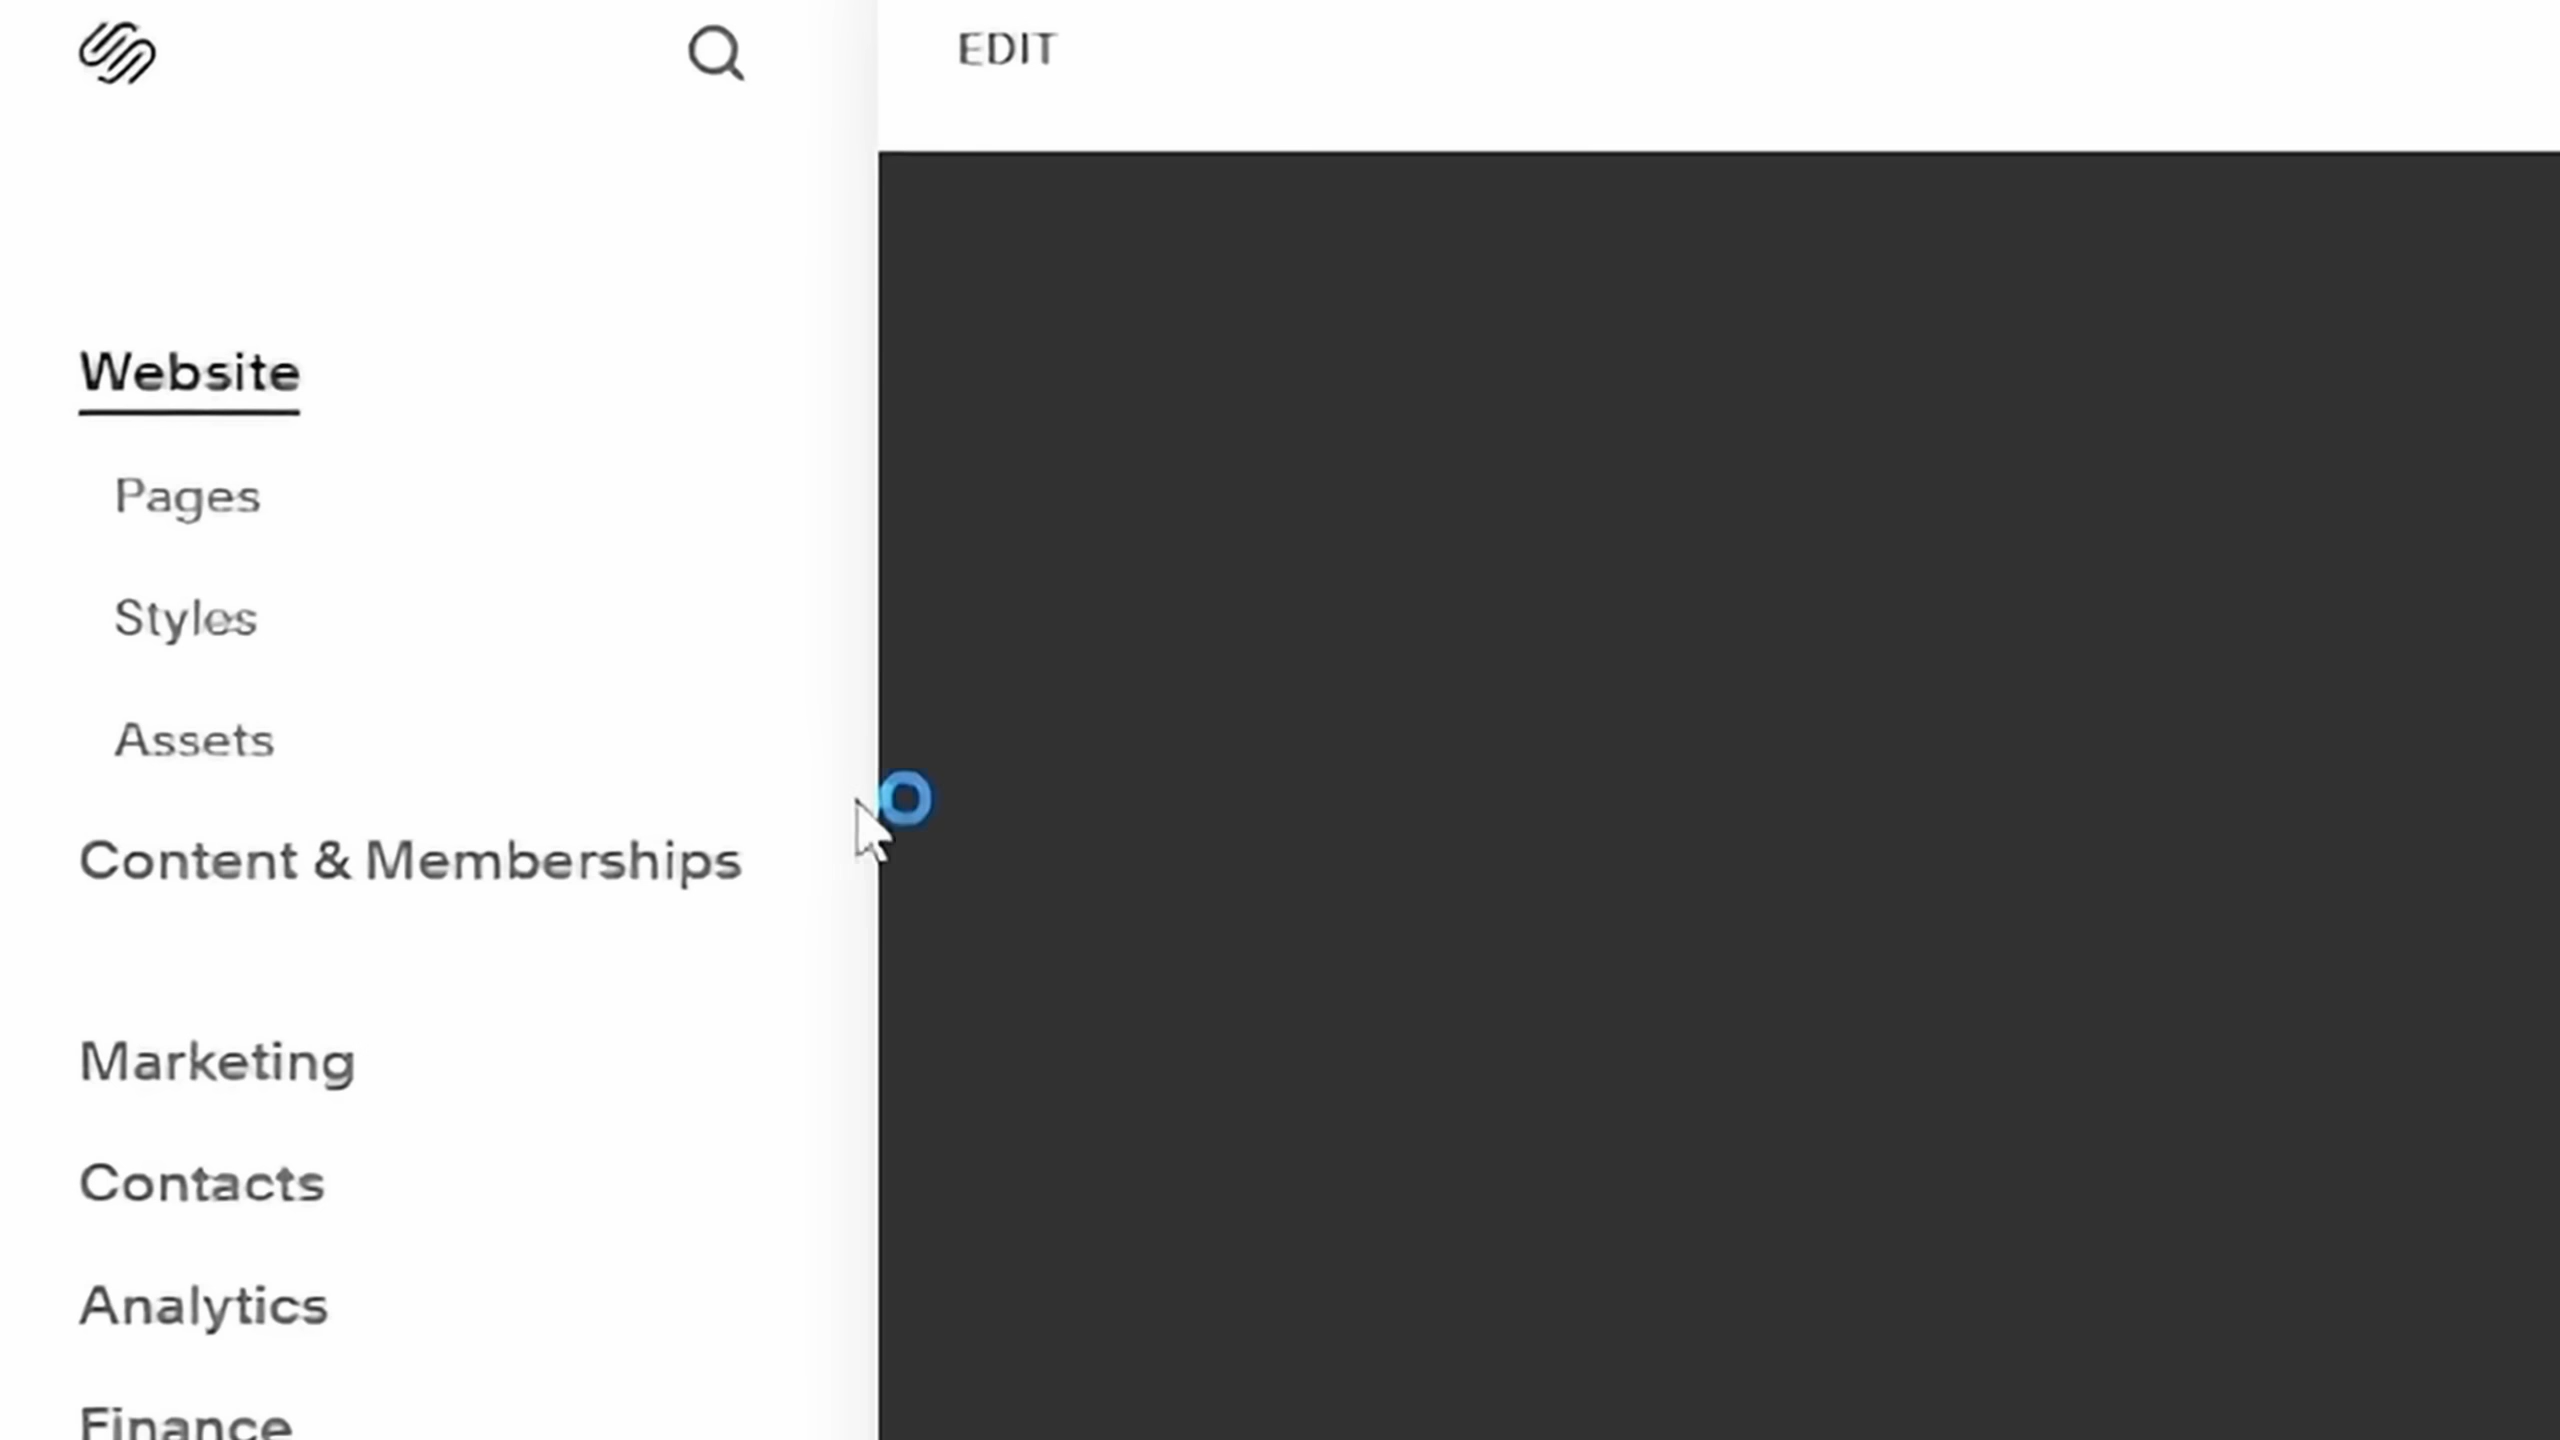 EDIT
Website
Pages
Styles
Assets
Content & Memberships
Marketing
Contacts
Analytics
Finance